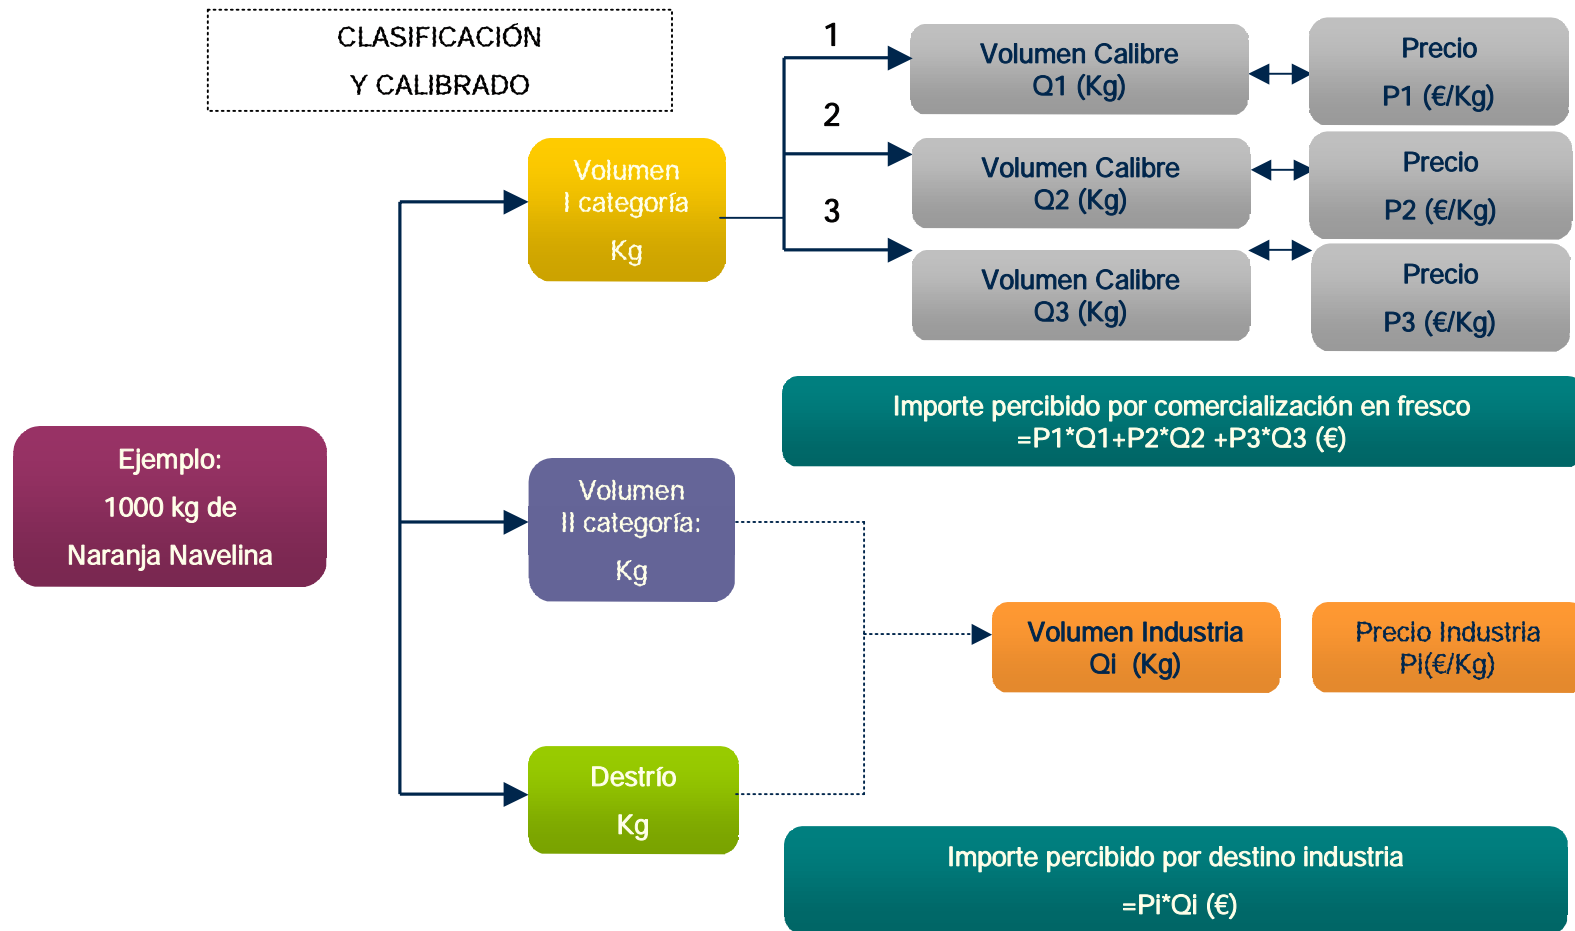 CLASIFICACIÓN
Y CALIBRADO
Ejemplo:
1000 kg de
Naranja Navelina
Volumen
I categoría
Kg
1
2
3
Volumen Calibre
Q1 (Kg)
Precio
P1 (€/Kg)
Volumen Calibre
Q2 (Kg)
Precio
P2 (€/Kg)
Volumen Calibre
Q3 (Kg)
Precio
P3 (€/Kg)
Importe percibido por comercialización en fresco
=P1*Q1+P2*Q2 +P3*Q3 (€)
Volumen
II categoría:
Kg
Volumen Industria
Qi (Kg)
Precio Industria
Pi(€/Kg)
Destrío
Kg
Importe percibido por destino industria
=Pi*Qi (€)